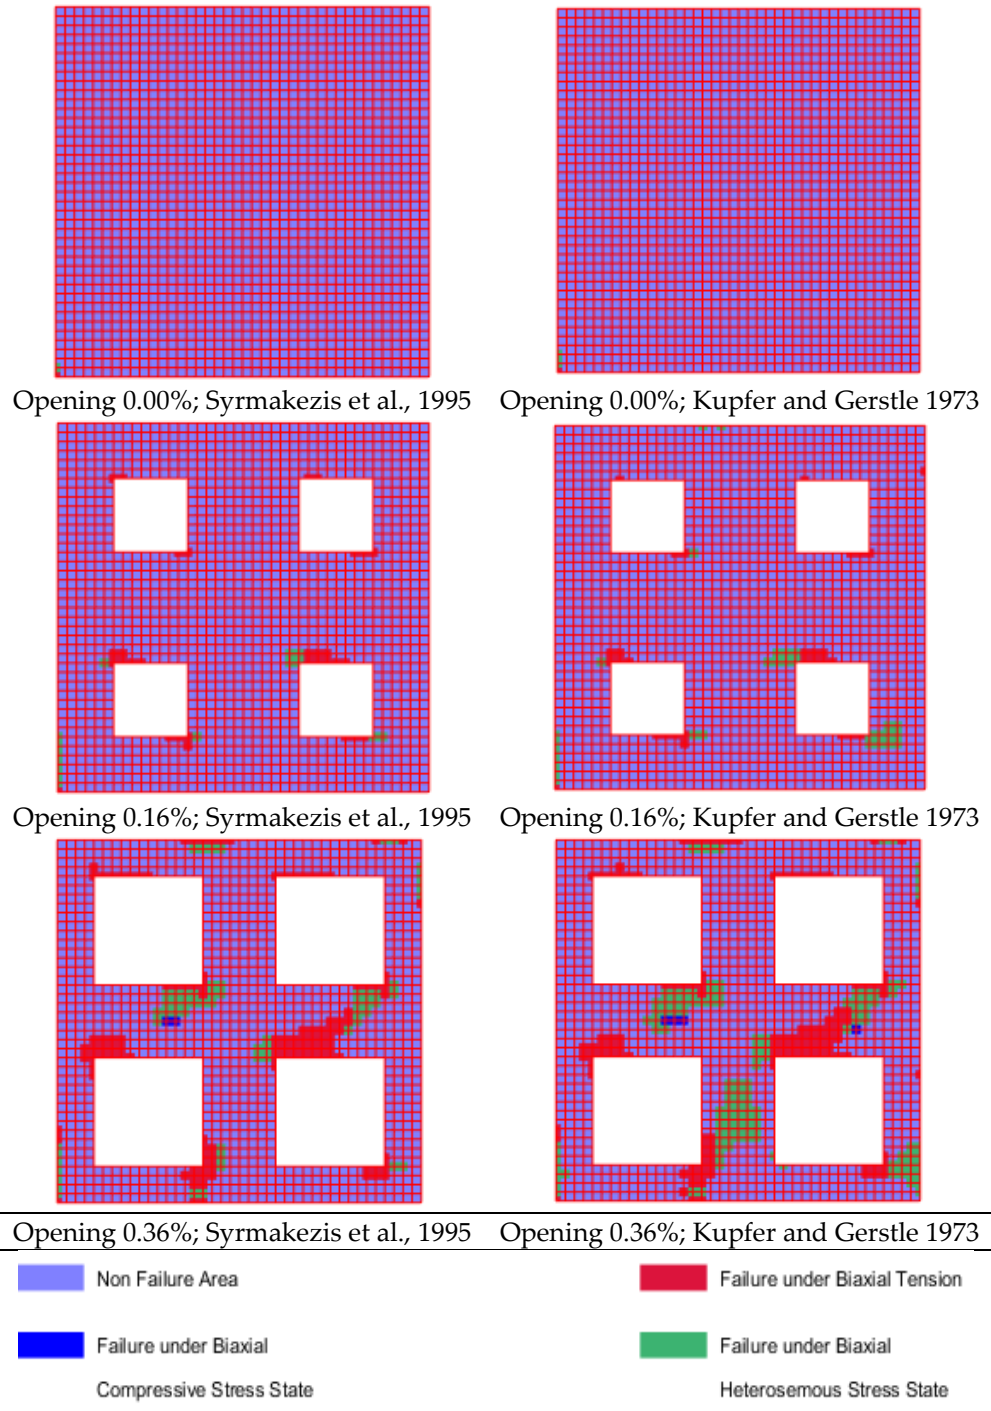 Opening 0.00%; Syrmakezis et al., 1995
Opening 0.00%; Kupfer and Gerstle 1973
Opening 0.16%; Syrmakezis et al., 1995
Opening 0.16%; Kupfer and Gerstle 1973
Opening 0.36%; Syrmakezis et al., 1995
Opening 0.36%; Kupfer and Gerstle 1973
Non Failure Area
Failure under Biaxial Tension
Failure under Biaxial
Compressive Stress State
Failure under Biaxial
Heterosemous Stress State